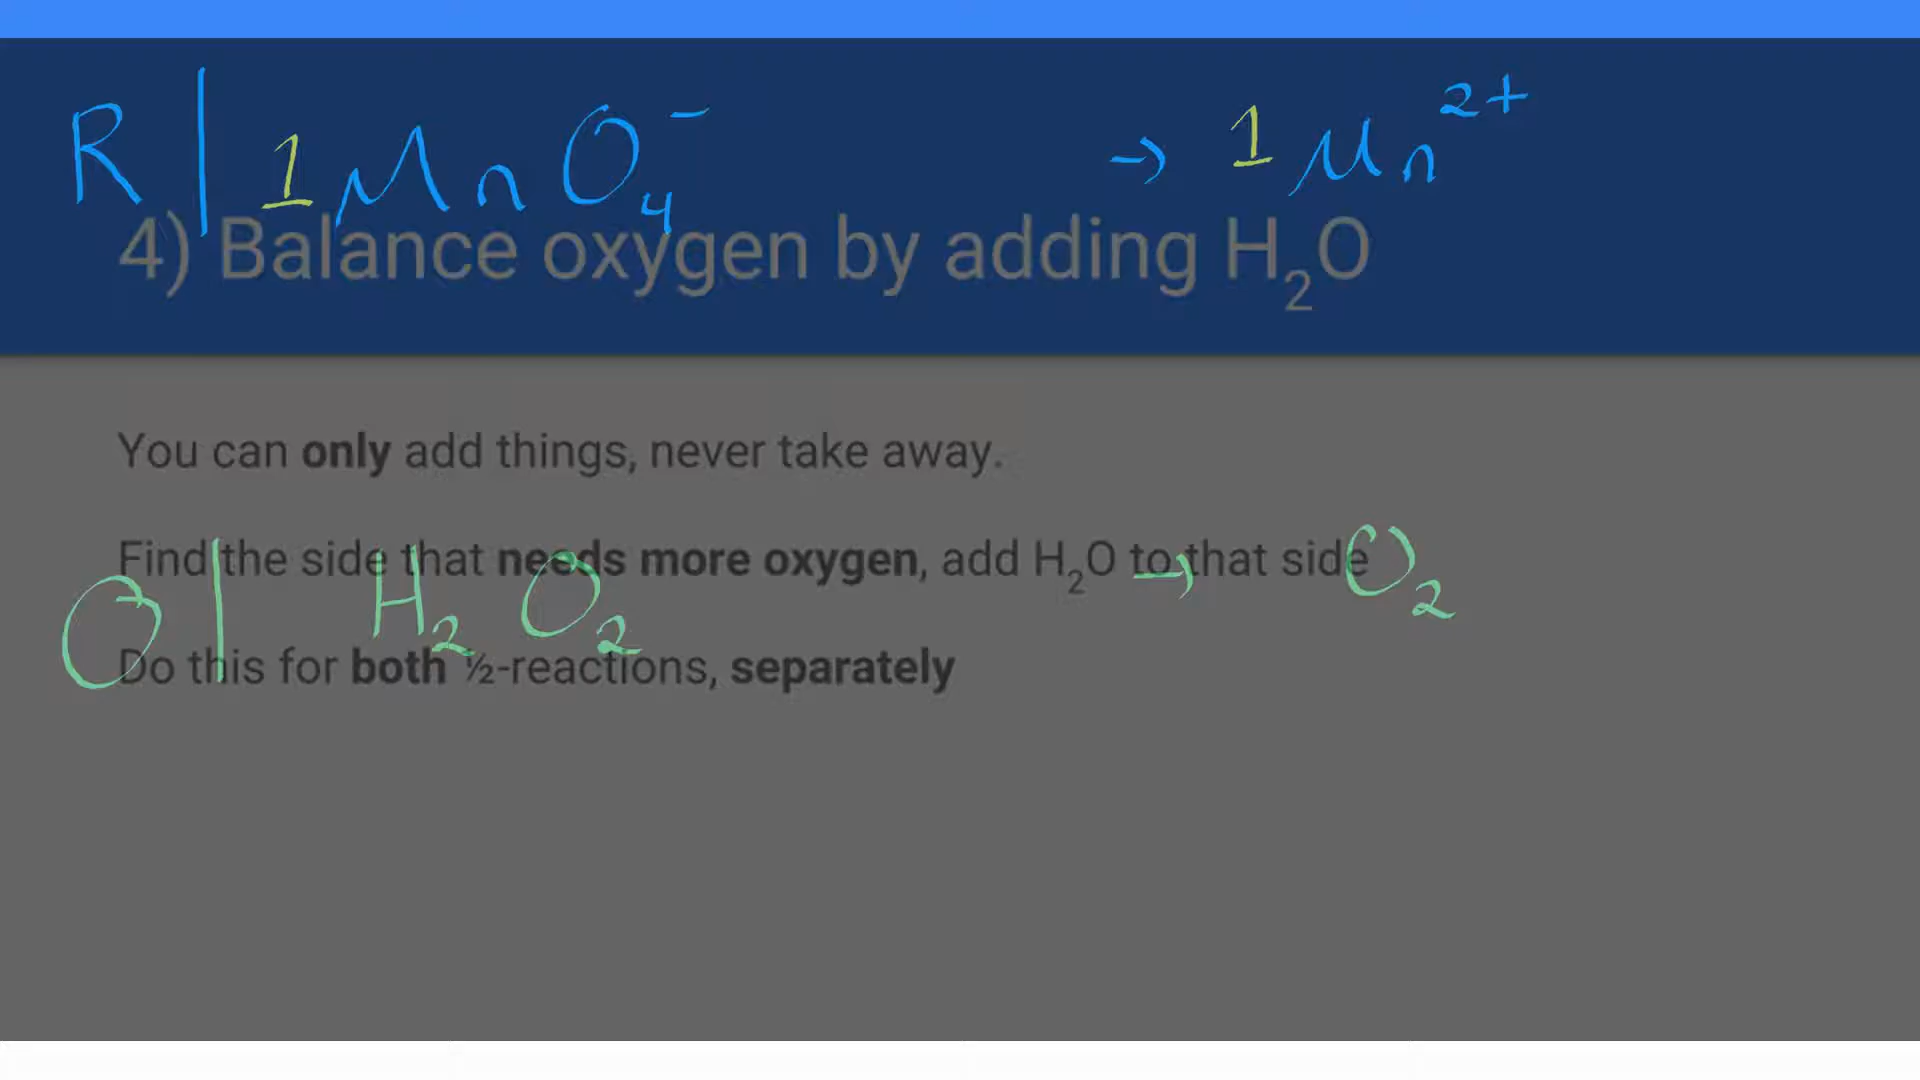 R | 1 MnO₄⁻ → 1 Mn²⁺
4) Balance oxygen by adding H₂O
You can only add things, never take away.
Find the side that needs more oxygen, add H₂O to that side
O | H₂O₂ → O₂
Do this for both ½-reactions, separately